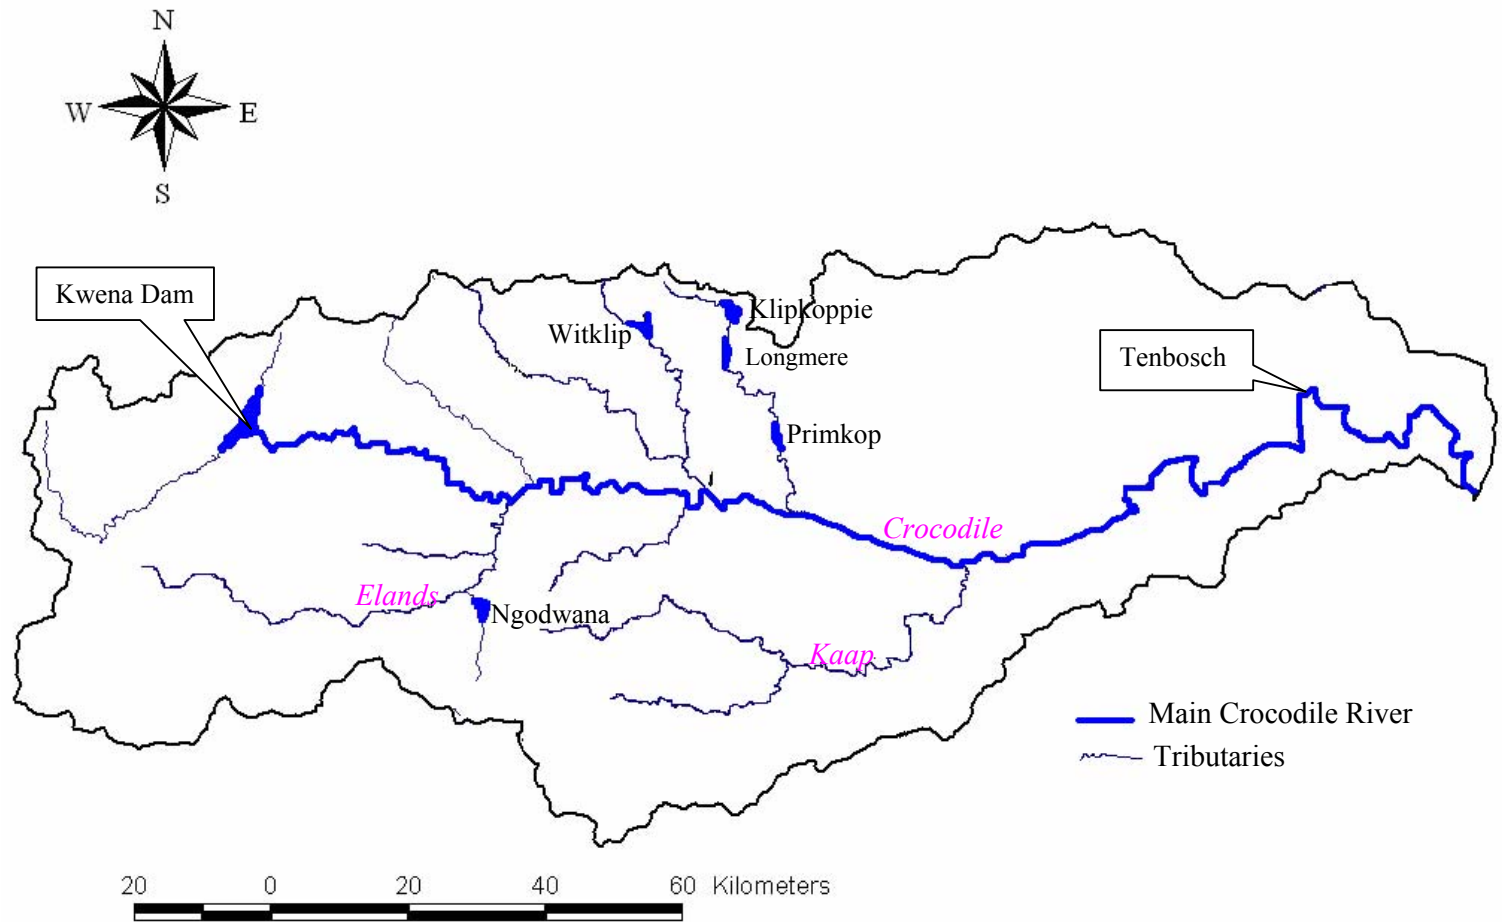 N
W E
S
Kwena Dam
Klipkoppie
Witklip
Longmere
Tenbosch
Primkop
Crocodile
Elands
Ngodwana
Kaap
Main Crocodile River
Tributaries
20 0 20 40 60 Kilometers